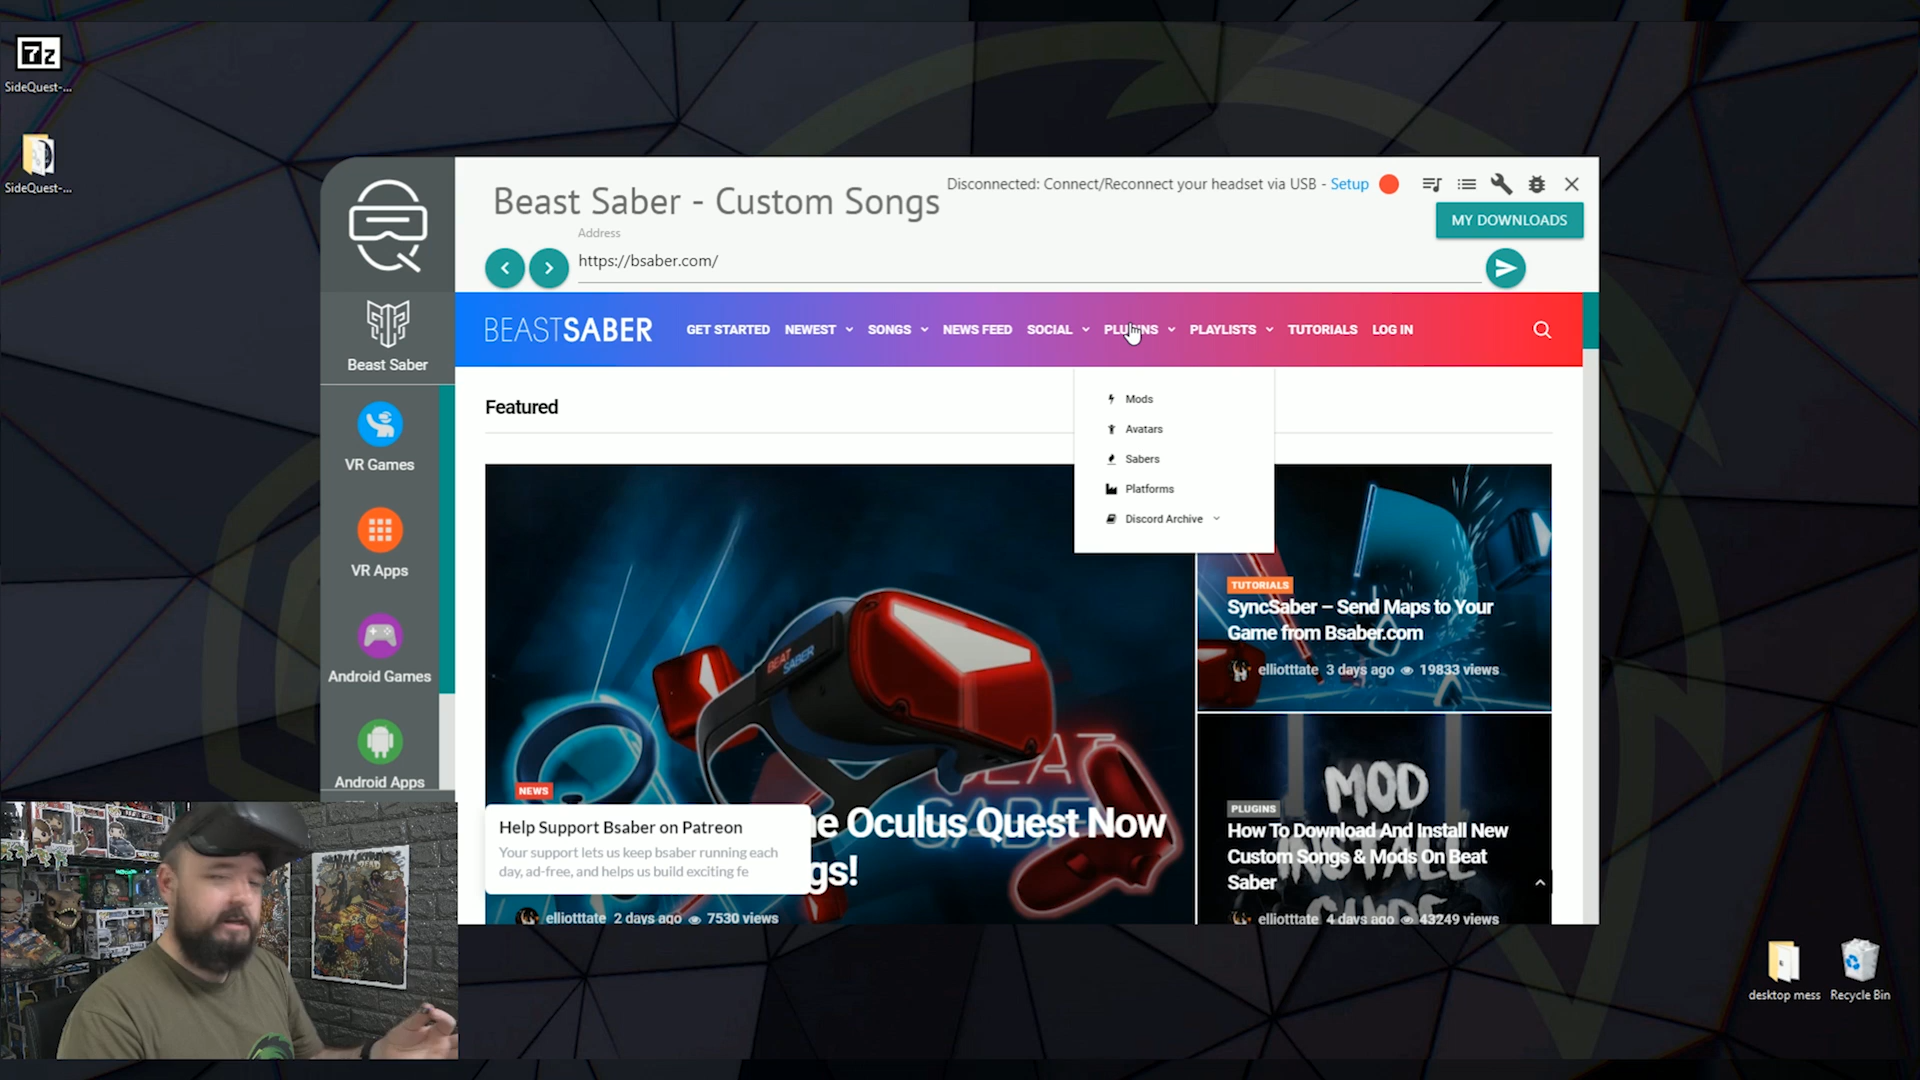 SideQuest-...
SideQuest-...
Beast Saber - Custom Songs
Disconnected: Connect/Reconnect your headset via USB - Setup
MY DOWNLOADS
Address
https://bsaber.com/
Beast Saber
VR Games
VR Apps
Android Games
Android Apps
BEASTSABER
GET STARTED
NEWEST
SONGS
NEWS FEED
SOCIAL
PLUGINS
PLAYLISTS
TUTORIALS
LOG IN
Featured
Mods
Avatars
Sabers
Platforms
Discord Archive
BEAT SABER
NEWS
Oculus Quest Now
elliotttate 2 days ago 7530 views
Help Support Bsaber on Patreon
Your support lets us keep bsaber running each
day, ad-free, and helps us build exciting fe
TUTORIALS
SyncSaber – Send Maps to Your
Game from Bsaber.com
elliotttate 3 days ago 19833 views
MOD
INSTALL
GUIDE
PLUGINS
How To Download And Install New
Custom Songs & Mods On Beat
Saber
elliotttate 4 days ago 43249 views
desktop mess
Recycle Bin